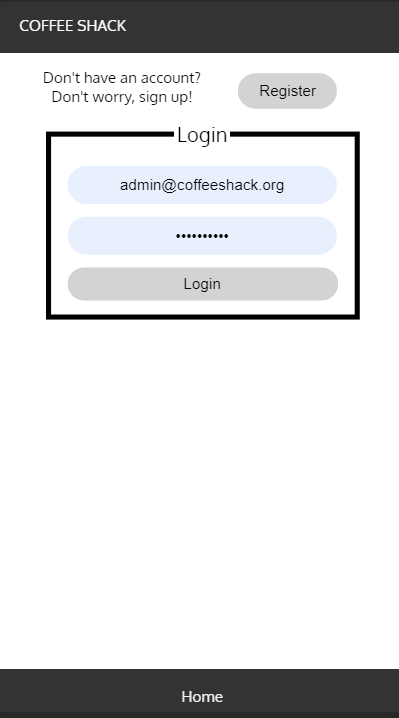 COFFEE SHACK
Don't have an account?
Don't worry, sign up!
Register
Login
admin@coffeeshack.org
••••••••••
Login
Home